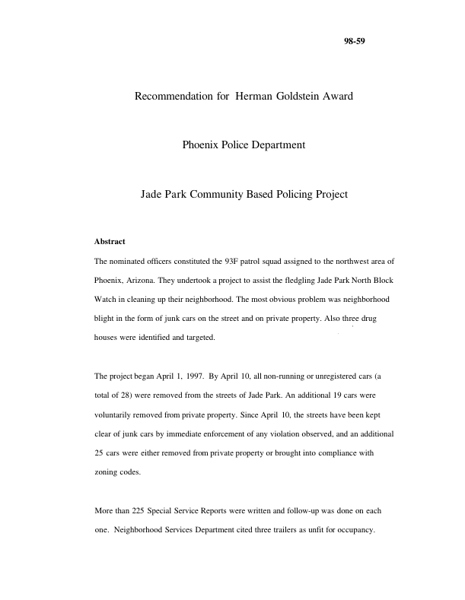 98-59
Recommendation for Herman Goldstein Award
Phoenix Police Department
Jade Park Community Based Policing Project
Abstract
The nominated officers constituted the 93F patrol squad assigned to the northwest area of
Phoenix, Arizona. They undertook a project to assist the fledgling Jade Park North Block
Watch in cleaning up their neighborhood. The most obvious problem was neighborhood
blight in the form of junk cars on the street and on private property. Also three drug
houses were identified and targeted.
The project began April 1, 1997. By April 10, all non-running or unregistered cars (a
total of 28) were removed from the streets of Jade Park. An additional 19 cars were
voluntarily removed from private property. Since April 10, the streets have been kept
clear of junk cars by immediate enforcement of any violation observed, and an additional
25 cars were either removed from private property or brought into compliance with
zoning codes.
More than 225 Special Service Reports were written and follow-up was done on each
one. Neighborhood Services Department cited three trailers as unfit for occupancy.